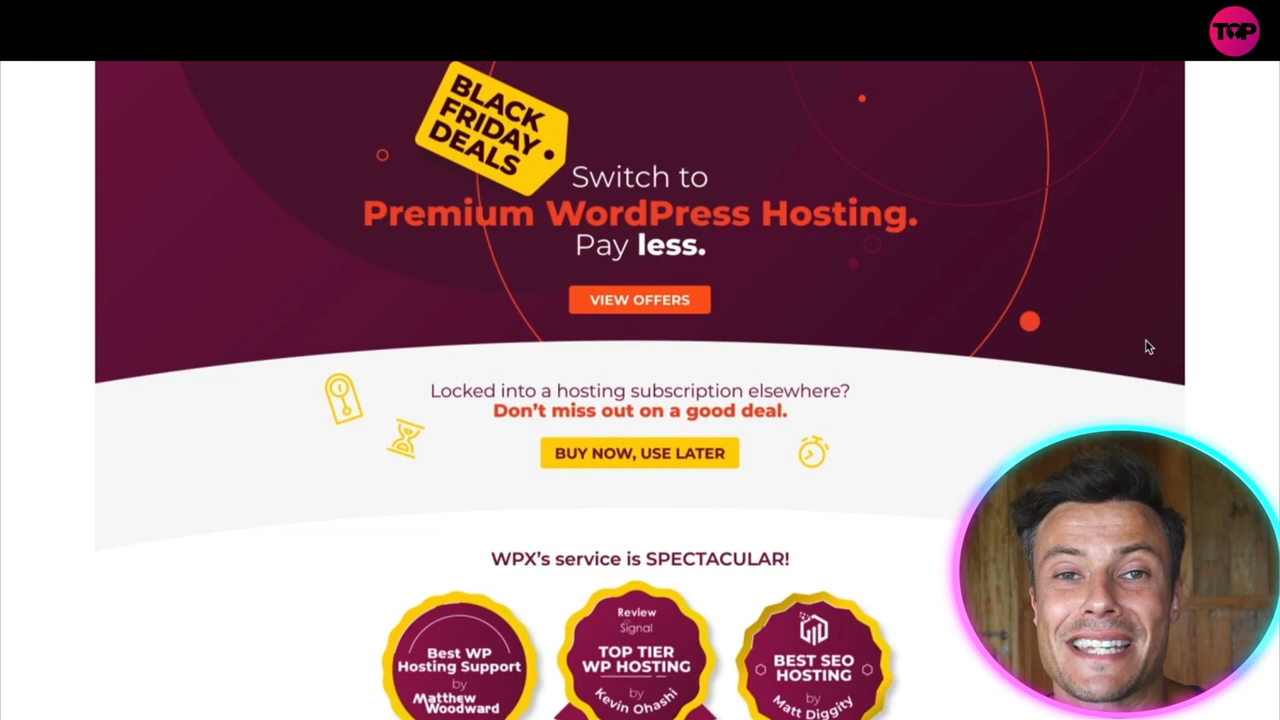 TOP
BLACK
FRIDAY
DEALS
Switch to
Premium WordPress Hosting.
Pay less.
VIEW OFFERS
Locked into a hosting subscription elsewhere?
Don't miss out on a good deal.
BUY NOW, USE LATER
WPX's service is SPECTACULAR!
Best WP
Hosting Support
by
Matthew
Woodward
Review
Signal
TOP TIER
WP HOSTING
by
Kevin Ohashi
BEST SEO
HOSTING
by
Matt Diggity